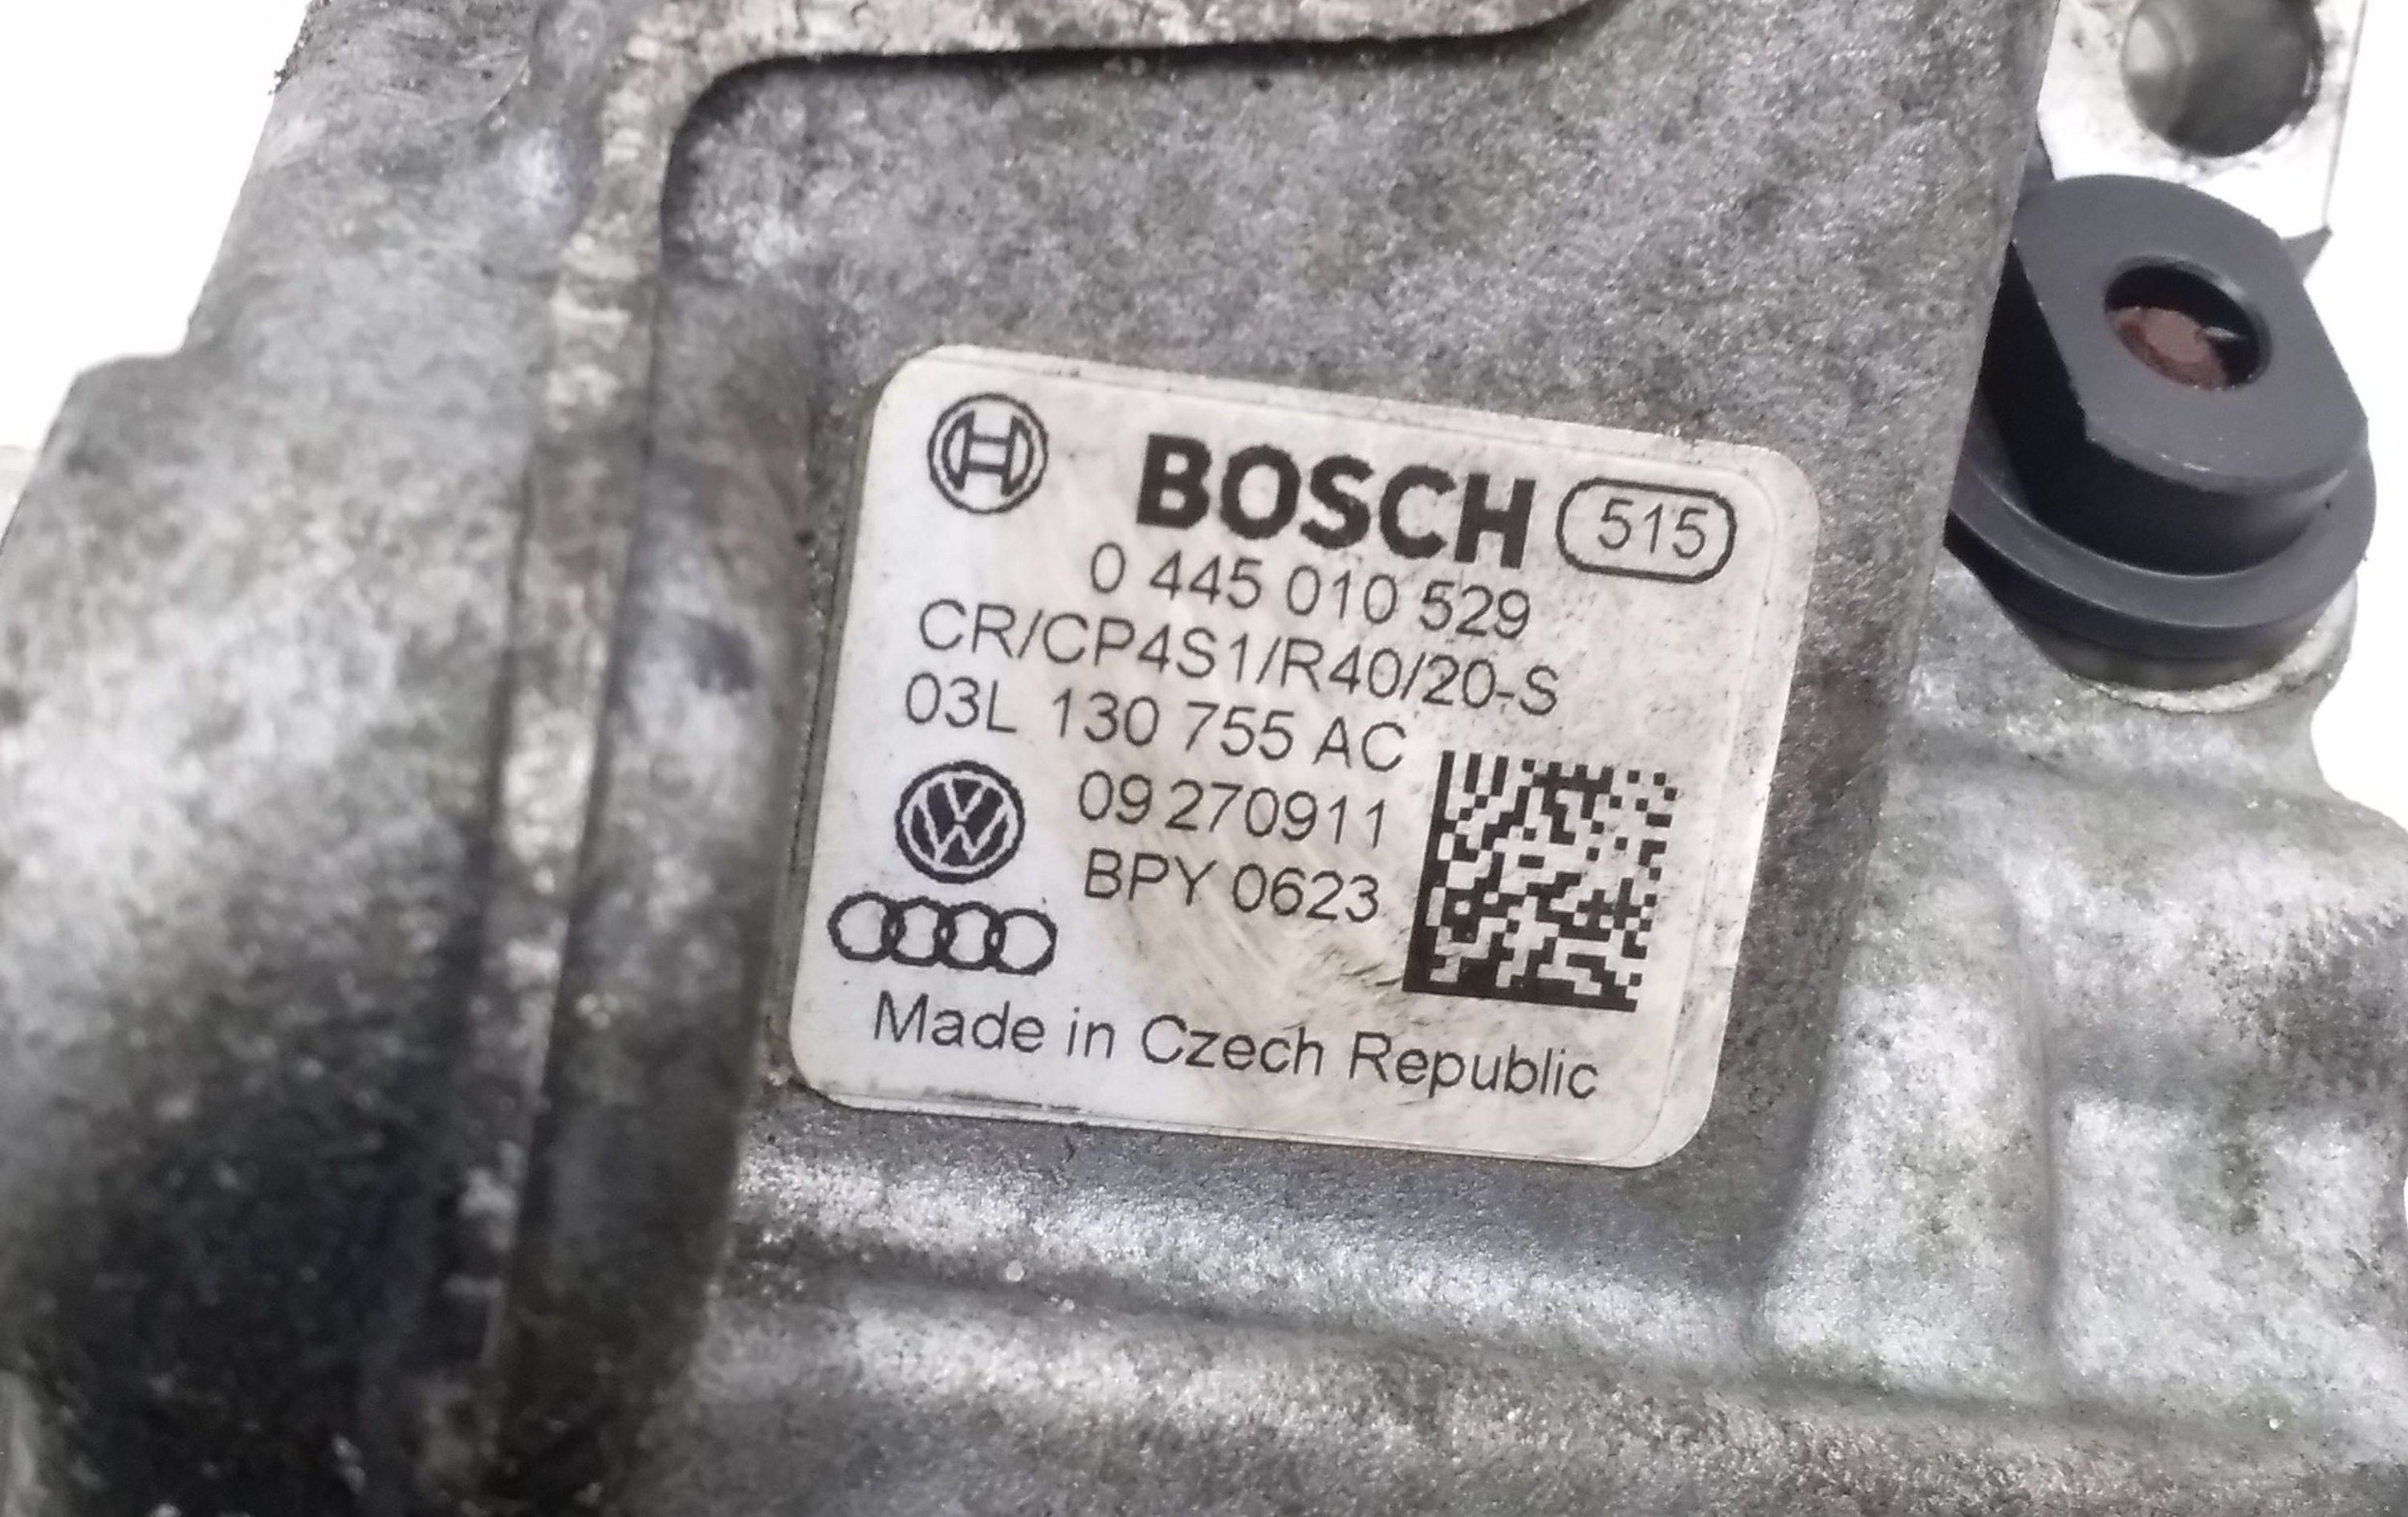 BOSCH 515
0 445 010 529
CR/CP4S1/R40/20-S
03L 130 755 AC
09 270911
BPY 0623
Made in Czech Republic